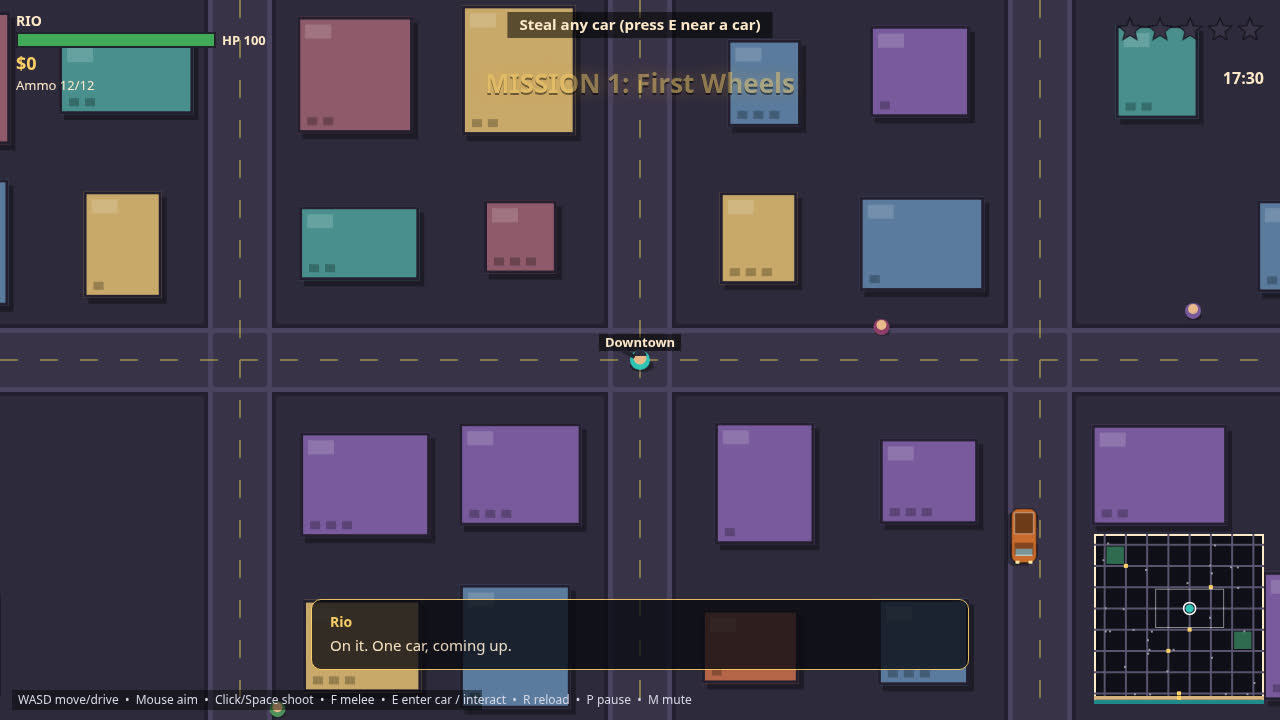 RIO
HP 100
$0
Ammo 12/12
Steal any car (press E near a car)
MISSION 1: First Wheels
17:30
Downtown
Rio
On it. One car, coming up.
WASD move/drive • Mouse aim • Click/Space shoot • F melee • E enter car / interact • R reload • P pause • M mute